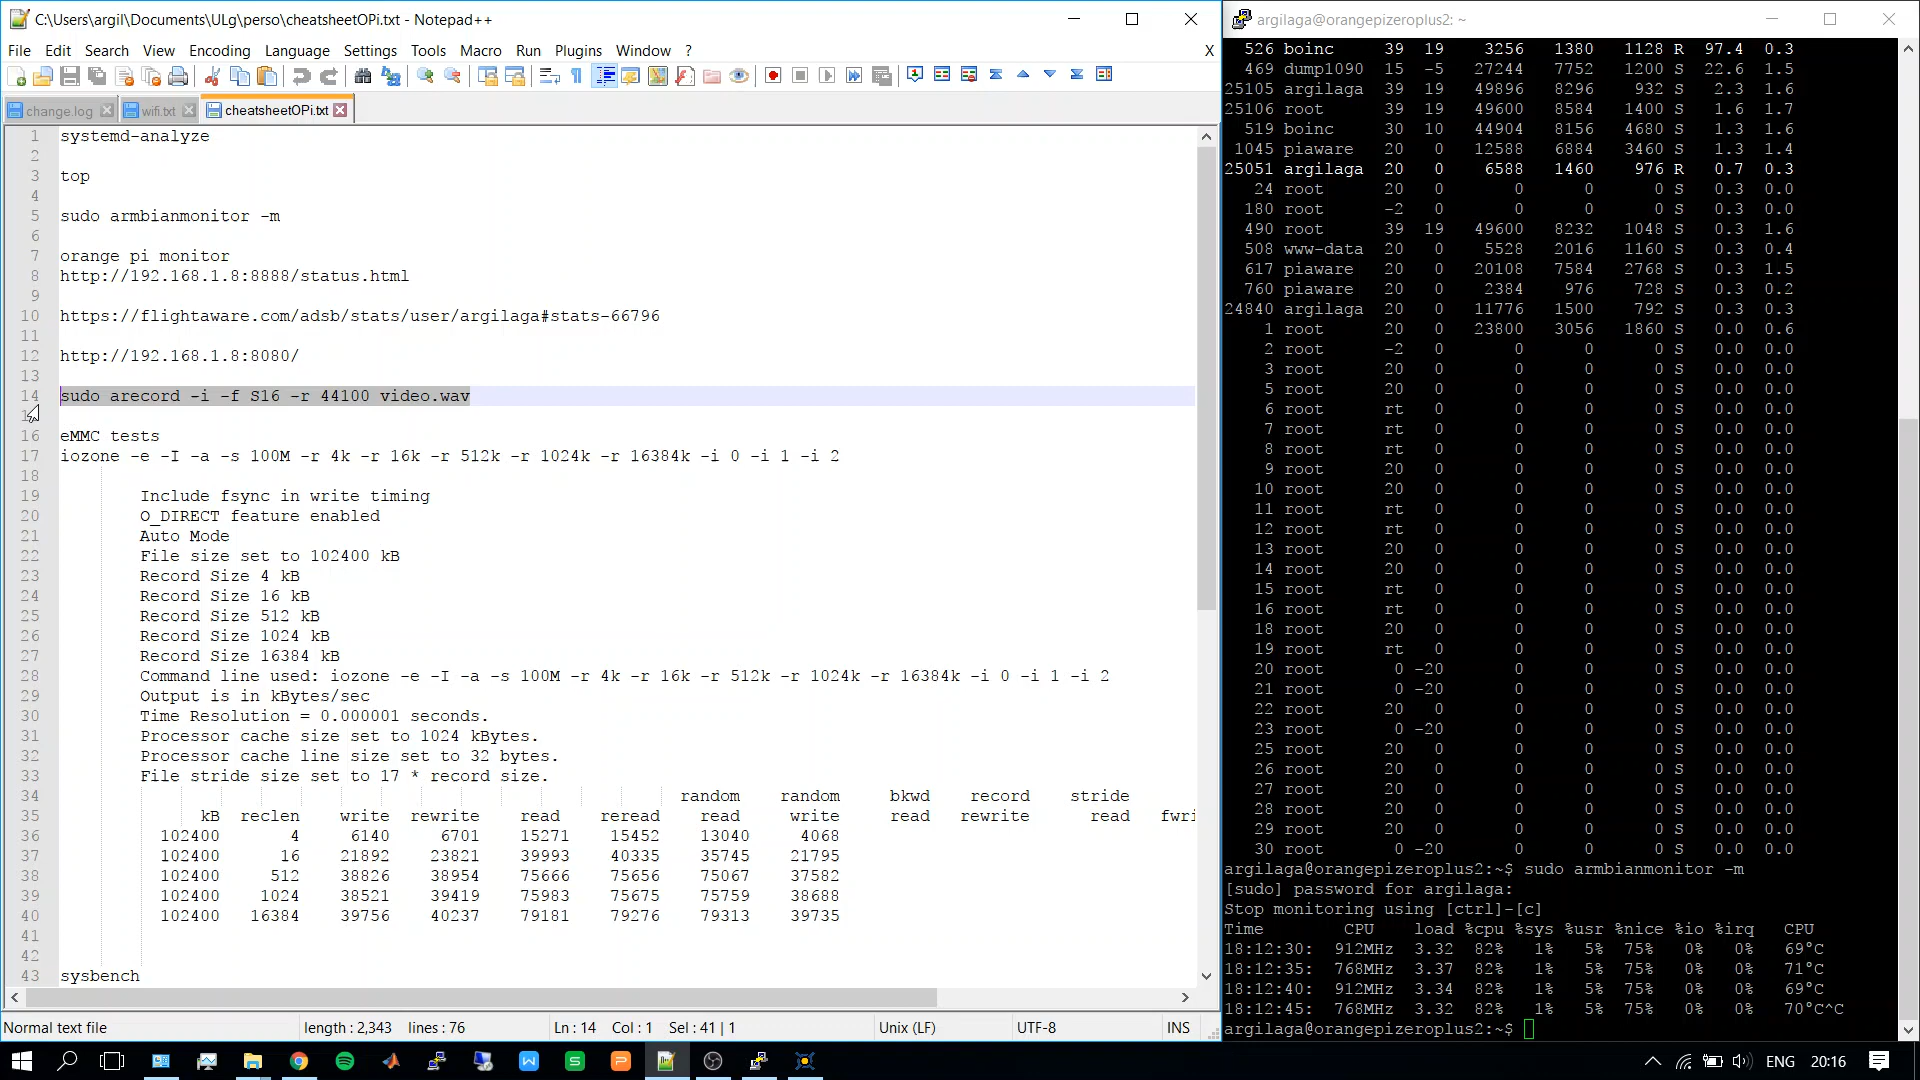 C:\Users\argil\Documents\ULg\perso\cheatsheetOPi.txt - Notepad++
File Edit Search View Encoding Language Settings Tools Macro Run Plugins Window ? X
change.log wifi.txt cheatsheetOPi.txt
1 systemd-analyze
2
3 top
4
5 sudo armbianmonitor -m
6
7 orange pi monitor
8 http://192.168.1.8:8888/status.html
9
10 https://flightaware.com/adsb/stats/user/argilaga#stats-66796
11
12 http://192.168.1.8:8080/
13
14 sudo arecord -i -f S16 -r 44100 video.wav
16 eMMC tests
17 iozone -e -I -a -s 100M -r 4k -r 16k -r 512k -r 1024k -r 16384k -i 0 -i 1 -i 2
18
19 Include fsync in write timing
20 O_DIRECT feature enabled
21 Auto Mode
22 File size set to 102400 kB
23 Record Size 4 kB
24 Record Size 16 kB
25 Record Size 512 kB
26 Record Size 1024 kB
27 Record Size 16384 kB
28 Command line used: iozone -e -I -a -s 100M -r 4k -r 16k -r 512k -r 1024k -r 16384k -i 0 -i 1 -i 2
29 Output is in kBytes/sec
30 Time Resolution = 0.000001 seconds.
31 Processor cache size set to 1024 kBytes.
32 Processor cache line size set to 32 bytes.
33 File stride size set to 17 * record size.
34 random random bkwd record stride
35 kB reclen write rewrite read reread read write read rewrite read fwri
36 102400 4 6140 6701 15271 15452 13040 4068
37 102400 16 21892 23821 39993 40335 35745 21795
38 102400 512 38826 38954 75666 75656 75067 37582
39 102400 1024 38521 39419 75983 75675 75759 38688
40 102400 16384 39756 40237 79181 79276 79313 39735
41
42
43 sysbench
Normal text file length : 2,343 lines : 76 Ln : 14 Col : 1 Sel : 41 | 1 Unix (LF) UTF-8 INS
argilaga@orangepizeroplus2: ~
526 boinc 39 19 3256 1380 1128 R 97.4 0.3
469 dump1090 15 -5 27244 7752 1200 S 22.6 1.5
25105 argilaga 39 19 49896 8296 932 S 2.3 1.6
25106 root 39 19 49600 8584 1400 S 1.6 1.7
519 boinc 30 10 44904 8156 4680 S 1.3 1.6
1045 piaware 20 0 12588 6884 3460 S 1.3 1.4
25051 argilaga 20 0 6588 1460 976 R 0.7 0.3
24 root 20 0 0 0 0 S 0.3 0.0
180 root -2 0 0 0 0 S 0.3 0.0
490 root 39 19 49600 8232 1048 S 0.3 1.6
508 www-data 20 0 5528 2016 1160 S 0.3 0.4
617 piaware 20 0 20108 7584 2768 S 0.3 1.5
760 piaware 20 0 2384 976 728 S 0.3 0.2
24840 argilaga 20 0 11776 1500 792 S 0.3 0.3
1 root 20 0 23800 3056 1860 S 0.0 0.6
2 root -2 0 0 0 0 S 0.0 0.0
3 root 20 0 0 0 0 S 0.0 0.0
5 root 20 0 0 0 0 S 0.0 0.0
6 root rt 0 0 0 0 S 0.0 0.0
7 root rt 0 0 0 0 S 0.0 0.0
8 root rt 0 0 0 0 S 0.0 0.0
9 root 20 0 0 0 0 S 0.0 0.0
10 root 20 0 0 0 0 S 0.0 0.0
11 root rt 0 0 0 0 S 0.0 0.0
12 root rt 0 0 0 0 S 0.0 0.0
13 root 20 0 0 0 0 S 0.0 0.0
14 root 20 0 0 0 0 S 0.0 0.0
15 root rt 0 0 0 0 S 0.0 0.0
16 root rt 0 0 0 0 S 0.0 0.0
18 root 20 0 0 0 0 S 0.0 0.0
19 root rt 0 0 0 0 S 0.0 0.0
20 root 0 -20 0 0 0 S 0.0 0.0
21 root 0 -20 0 0 0 S 0.0 0.0
22 root 20 0 0 0 0 S 0.0 0.0
23 root 0 -20 0 0 0 S 0.0 0.0
25 root 20 0 0 0 0 S 0.0 0.0
26 root 20 0 0 0 0 S 0.0 0.0
27 root 20 0 0 0 0 S 0.0 0.0
28 root 20 0 0 0 0 S 0.0 0.0
29 root 20 0 0 0 0 S 0.0 0.0
30 root 0 -20 0 0 0 S 0.0 0.0
argilaga@orangepizeroplus2:~$ sudo armbianmonitor -m
[sudo] password for argilaga:
Stop monitoring using [ctrl]-[c]
Time CPU load %cpu %sys %usr %nice %io %irq CPU
18:12:30: 912MHz 3.32 82% 1% 5% 75% 0% 0% 69°C
18:12:35: 768MHz 3.37 82% 1% 5% 75% 0% 0% 71°C
18:12:40: 912MHz 3.34 82% 1% 5% 75% 0% 0% 69°C
18:12:45: 768MHz 3.32 82% 1% 5% 75% 0% 0% 70°C^C
argilaga@orangepizeroplus2:~$
ENG 20:16